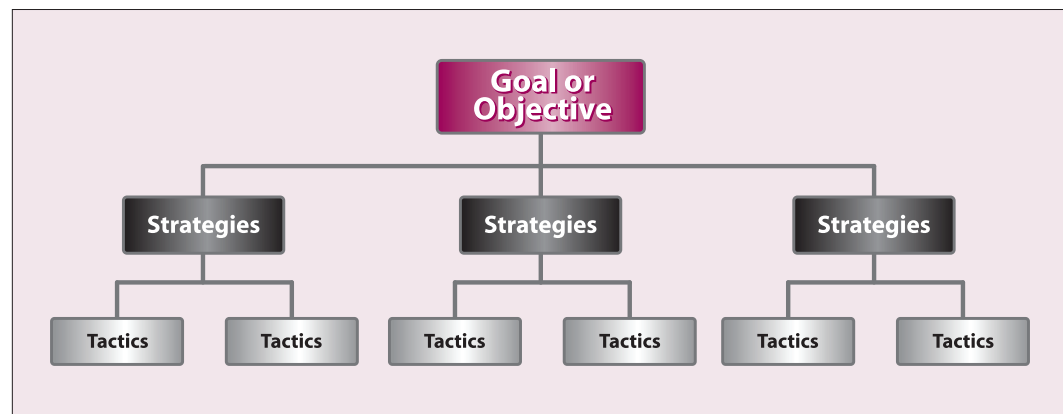 Goal or
Objective
Strategies
Strategies
Strategies
Tactics
Tactics
Tactics
Tactics
Tactics
Tactics